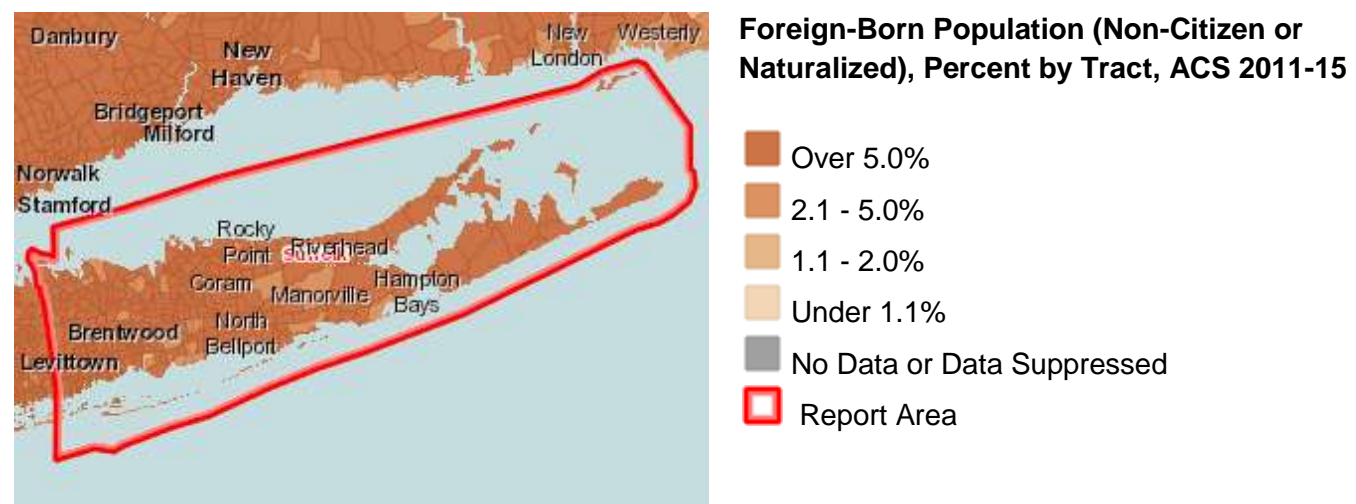 Danbury
New
Haven
New
London
Westerly
Bridgeport
Milford
Norwalk
Stamford
Rocky
Point
Riverhead
Suffolk
Coram
Manorville
Hampton
Bays
Brentwood
North
Bellport
Levittown
Foreign-Born Population (Non-Citizen or
Naturalized), Percent by Tract, ACS 2011-15
Over 5.0%
2.1 - 5.0%
1.1 - 2.0%
Under 1.1%
No Data or Data Suppressed
Report Area